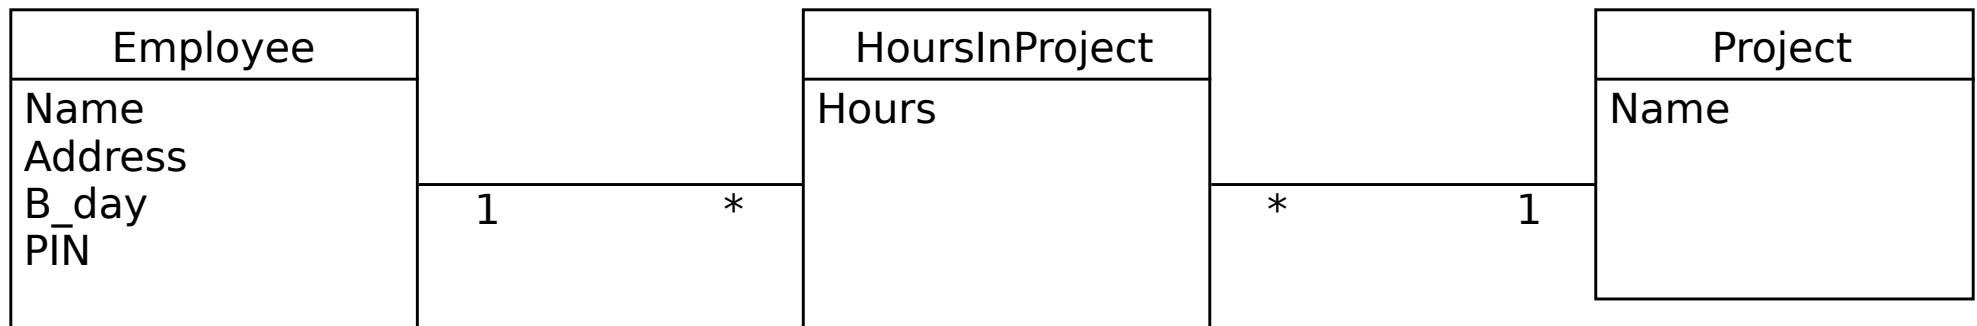 Employee
Name
Address
B_day
PIN
1
*
HoursInProject
Hours
*
1
Project
Name